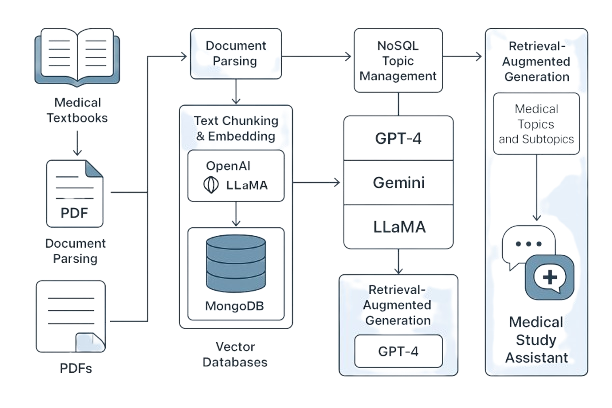 Medical
Textbooks
PDF
Document
Parsing
PDFs
Document
Parsing
Text Chunking
& Embedding
OpenAI
LLaMA
MongoDB
Vector
Databases
NoSQL
Topic
Management
GPT-4
Gemini
LLaMA
Retrieval-
Augmented
Generation
GPT-4
Retrieval-
Augmented
Generation
Medical
Topics
and Subtopics
Medical
Study
Assistant